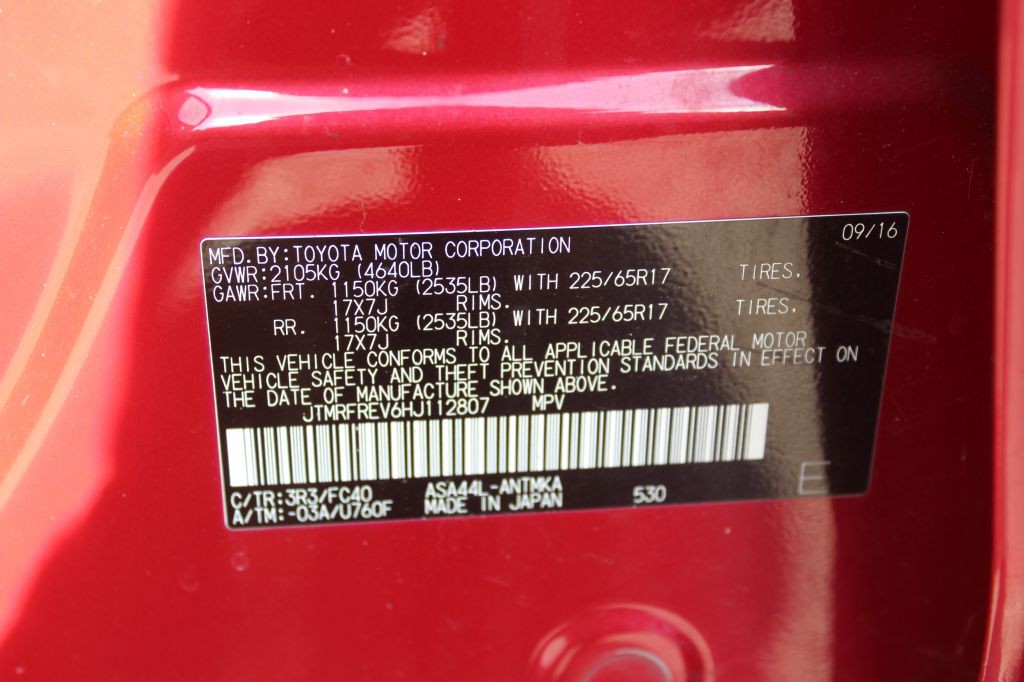 09/16
MFD.BY:TOYOTA MOTOR CORPORATION
GVWR:2105KG (4640LB)
GAWR:FRT. 1150KG (2535LB) WITH 225/65R17 TIRES.
17X7J RIMS.
RR. 1150KG (2535LB) WITH 225/65R17 TIRES.
17X7J RIMS.
THIS VEHICLE CONFORMS TO ALL APPLICABLE FEDERAL MOTOR
VEHICLE SAFETY AND THEFT PREVENTION STANDARDS IN EFFECT ON
THE DATE OF MANUFACTURE SHOWN ABOVE.
JTMRFREV6HJ112807 MPV
C/TR:3R3/FC40 ASA44L-ANTMKA 530 E
A/TM:-03A/U760F MADE IN JAPAN